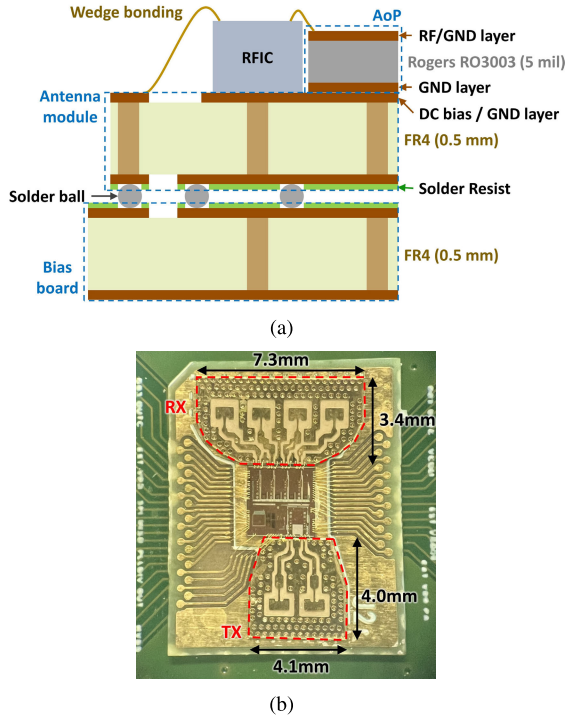 Wedge bonding
AoP
RFIC
RF/GND layer
Rogers RO3003 (5 mil)
GND layer
Antenna
module
DC bias / GND layer
FR4 (0.5 mm)
Solder ball
Solder Resist
Bias
board
FR4 (0.5 mm)
(a)
7.3mm
RX
3.4mm
4.0mm
TX
4.1mm
(b)